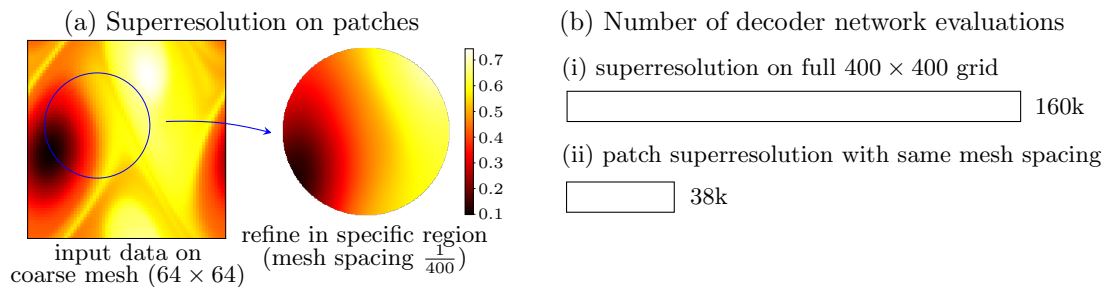 (a) Superresolution on patches
input data on
coarse mesh (64 × 64)
refine in specific region
(mesh spacing 1/400)
0.7
0.6
0.5
0.4
0.3
0.2
0.1
(b) Number of decoder network evaluations
(i) superresolution on full 400 × 400 grid
160k
(ii) patch superresolution with same mesh spacing
38k